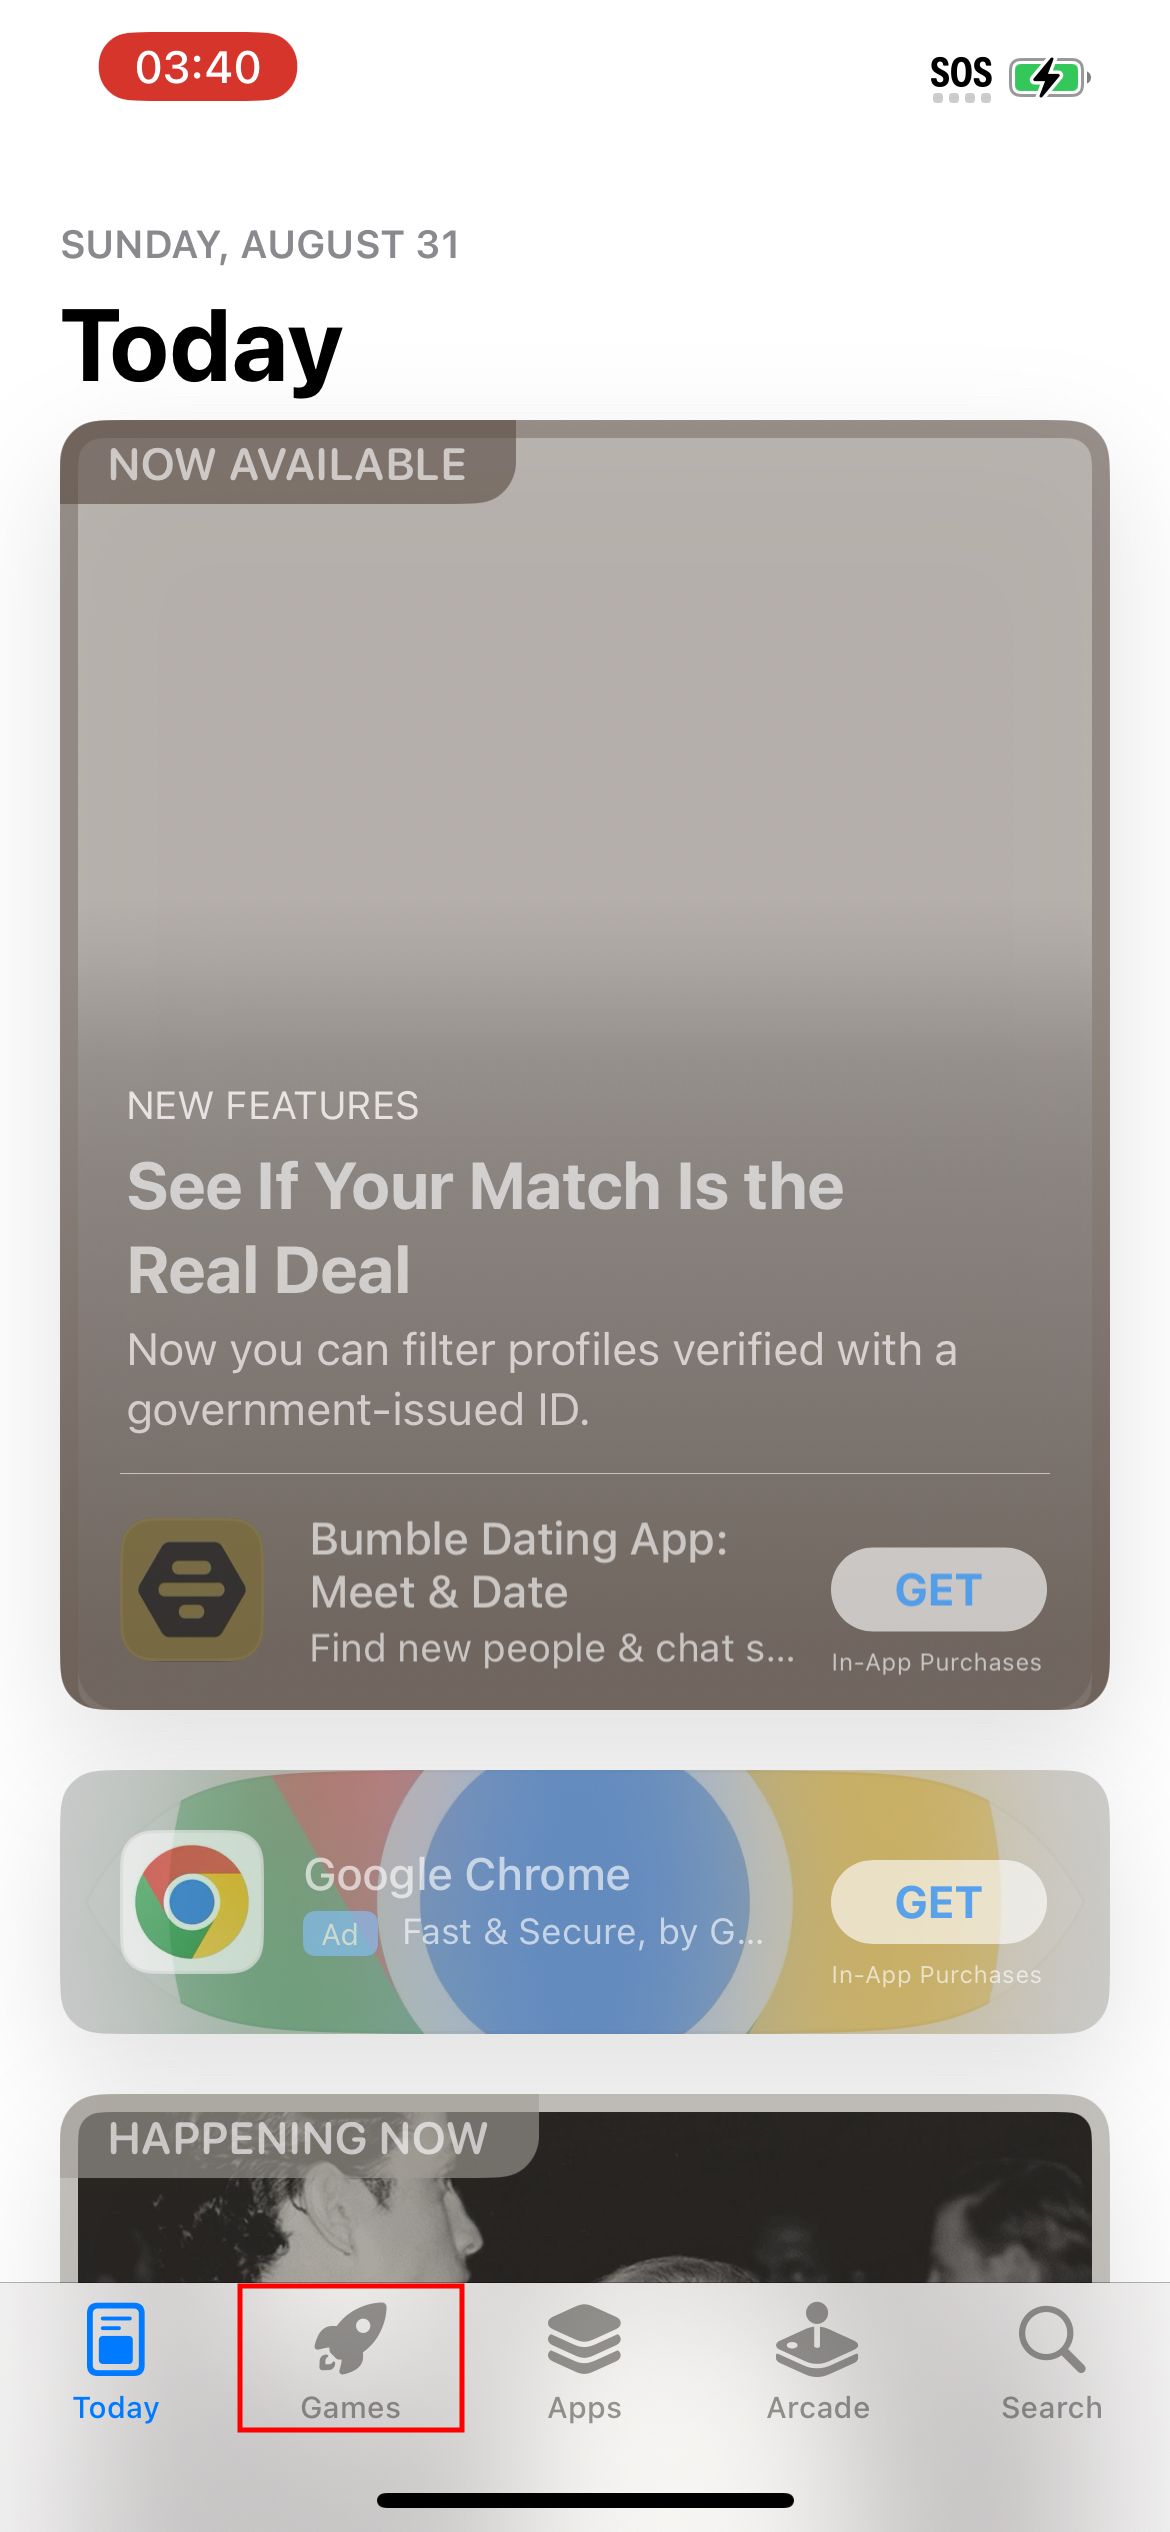 03:40
SOS
SUNDAY, AUGUST 31
Today
NOW AVAILABLE
NEW FEATURES
See If Your Match Is the
Real Deal
Now you can filter profiles verified with a
government-issued ID.
Bumble Dating App:
Meet & Date
Find new people & chat s...
GET
In-App Purchases
Google Chrome
Ad Fast & Secure, by G...
GET
In-App Purchases
HAPPENING NOW
Today
Games
Apps
Arcade
Search